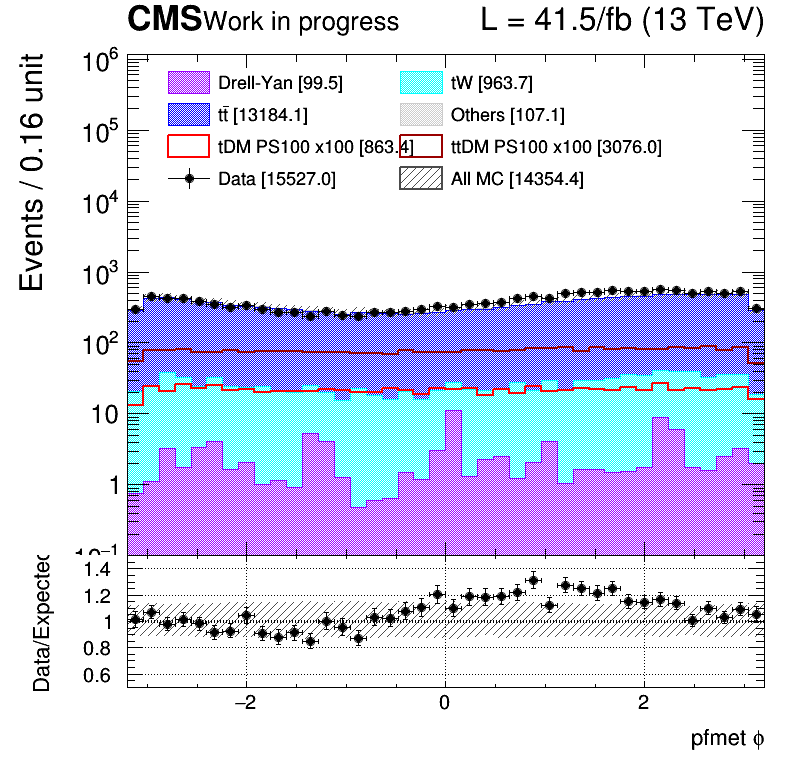 CMS Work in progress L = 41.5/fb (13 TeV)
Events / 0.16 unit
10⁶
10⁵
10⁴
10³
10²
10
1
10⁻¹
Drell-Yan [99.5] tW [963.7]
tt̄ [13184.1] Others [107.1]
tDM PS100 x100 [863.4] ttDM PS100 x100 [3076.0]
Data [15527.0] All MC [14354.4]
Data/Expected
1.4
1.2
1
0.8
0.6
−2 0 2
pfmet ϕ